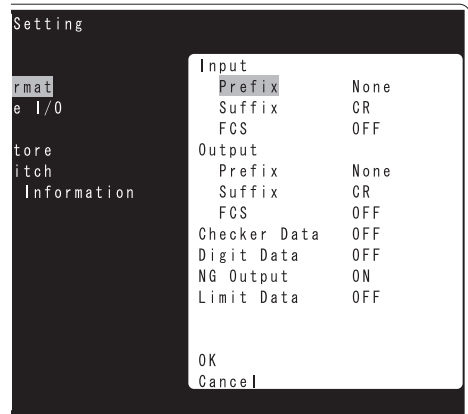 Setting
rmat
e I/O
tore
itch
Information
Input
Prefix None
Suffix CR
FCS OFF
Output
Prefix None
Suffix CR
FCS OFF
Checker Data OFF
Digit Data OFF
NG Output ON
Limit Data OFF
OK
Cancel